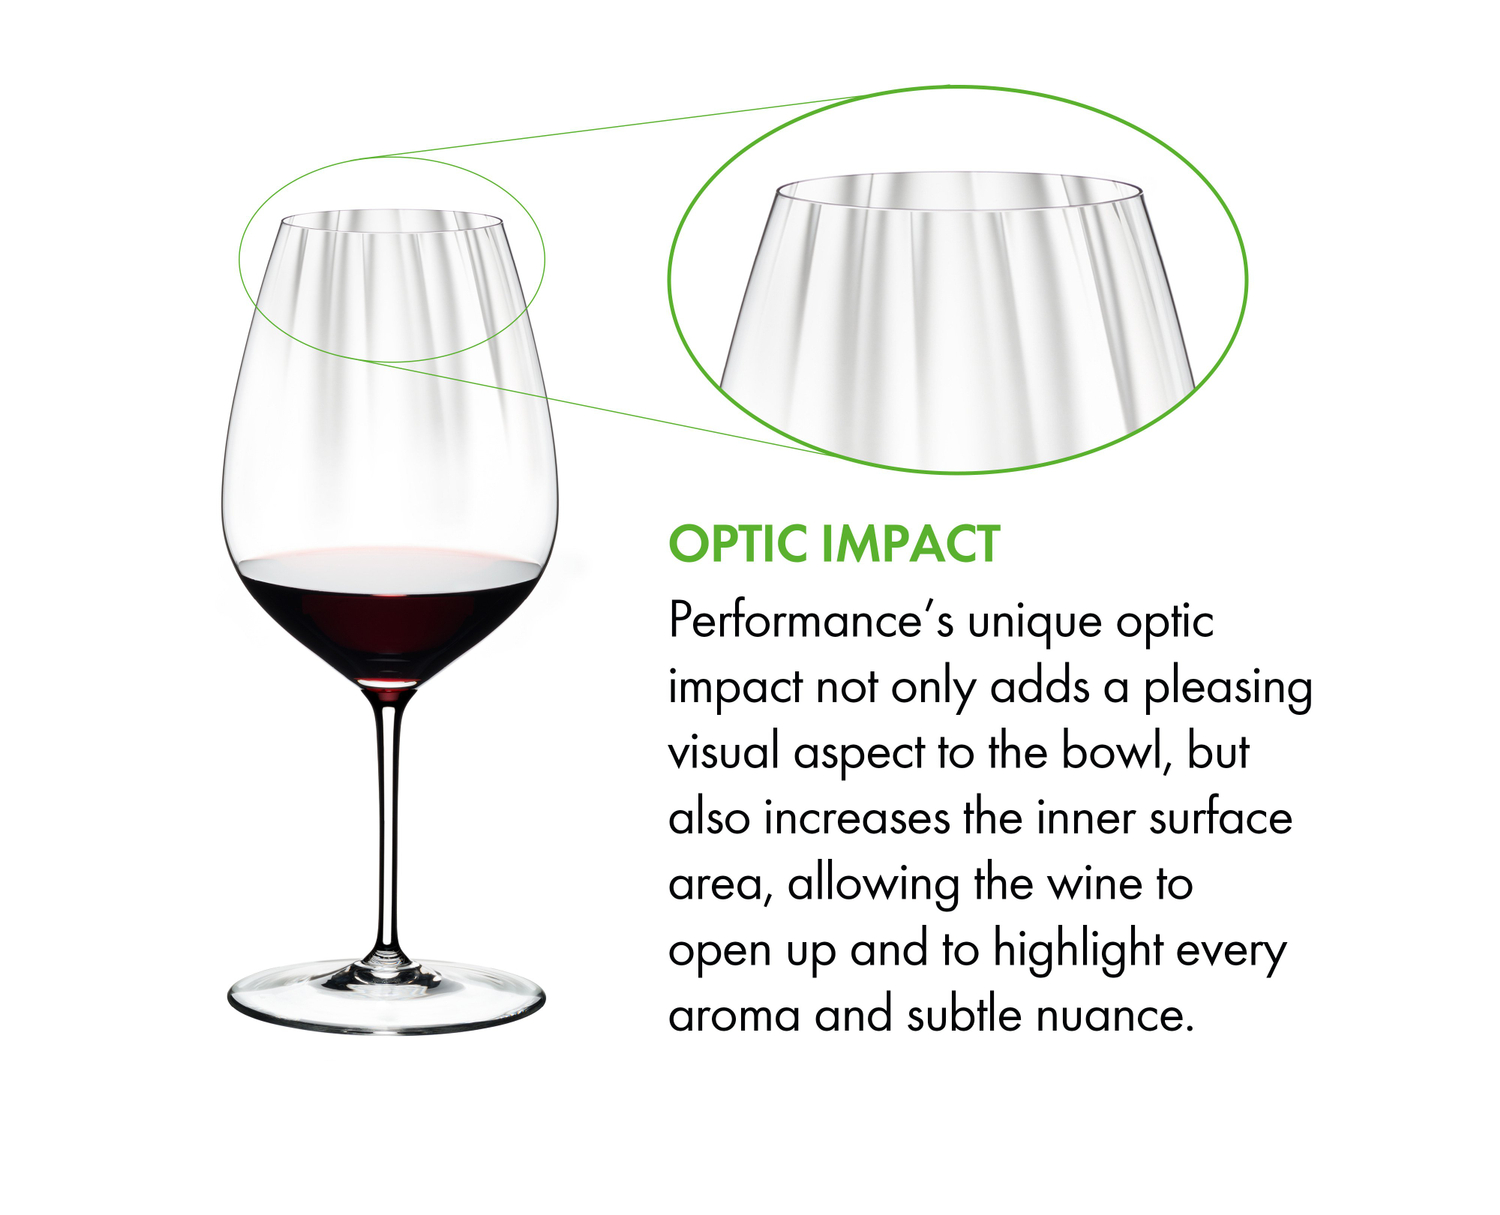 OPTIC IMPACT
Performance’s unique optic
impact not only adds a pleasing
visual aspect to the bowl, but
also increases the inner surface
area, allowing the wine to
open up and to highlight every
aroma and subtle nuance.